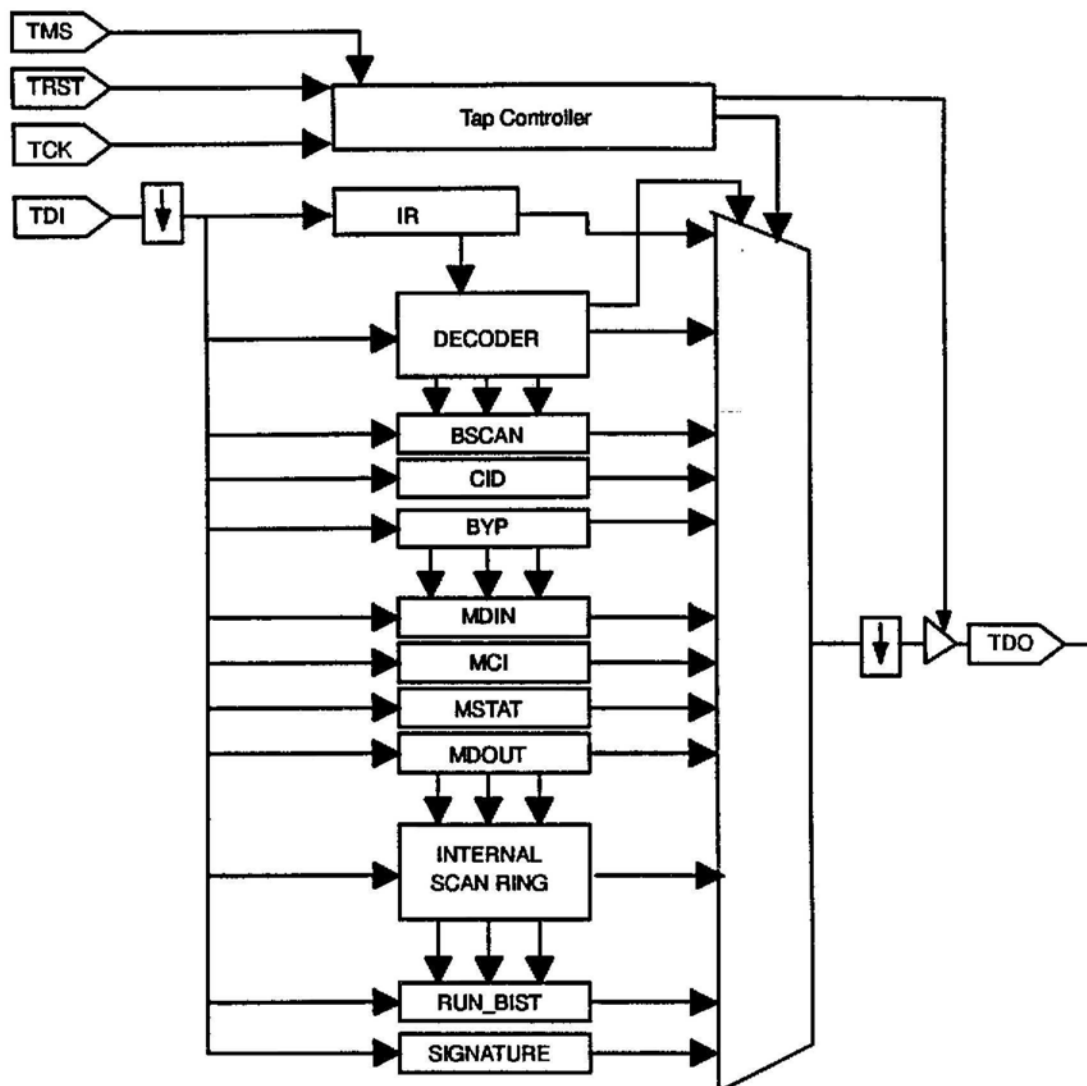 TMS
TRST
Tap Controller
TCK
TDI
IR
DECODER
BSCAN
CID
BYP
MDIN
MCI
TDO
MSTAT
MDOUT
INTERNAL
SCAN RING
RUN_BIST
SIGNATURE